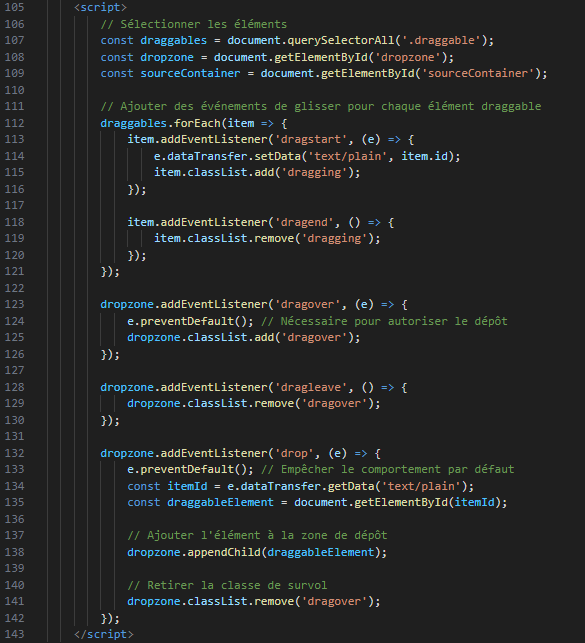 105 <script>
106 // Sélectionner les éléments
107 const draggables = document.querySelectorAll('.draggable');
108 const dropzone = document.getElementById('dropzone');
109 const sourceContainer = document.getElementById('sourceContainer');
110
111 // Ajouter des événements de glisser pour chaque élément draggable
112 draggables.forEach(item => {
113 item.addEventListener('dragstart', (e) => {
114 e.dataTransfer.setData('text/plain', item.id);
115 item.classList.add('dragging');
116 });
117
118 item.addEventListener('dragend', () => {
119 item.classList.remove('dragging');
120 });
121 });
122
123 dropzone.addEventListener('dragover', (e) => {
124 e.preventDefault(); // Nécessaire pour autoriser le dépôt
125 dropzone.classList.add('dragover');
126 });
127
128 dropzone.addEventListener('dragleave', () => {
129 dropzone.classList.remove('dragover');
130 });
131
132 dropzone.addEventListener('drop', (e) => {
133 e.preventDefault(); // Empêcher le comportement par défaut
134 const itemId = e.dataTransfer.getData('text/plain');
135 const draggableElement = document.getElementById(itemId);
136
137 // Ajouter l'élément à la zone de dépôt
138 dropzone.appendChild(draggableElement);
139
140 // Retirer la classe de survol
141 dropzone.classList.remove('dragover');
142 });
143 </script>